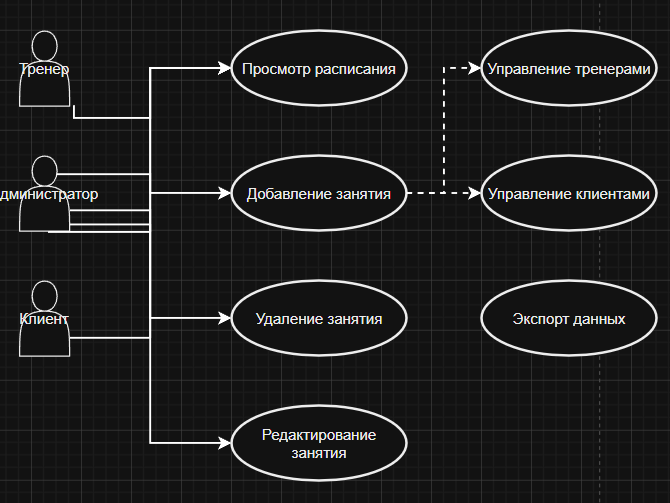 Тренер
Просмотр расписания
Управление тренерами
дминистратор
Добавление занятия
Управление клиентами
Клиент
Удаление занятия
Экспорт данных
Редактирование
занятия